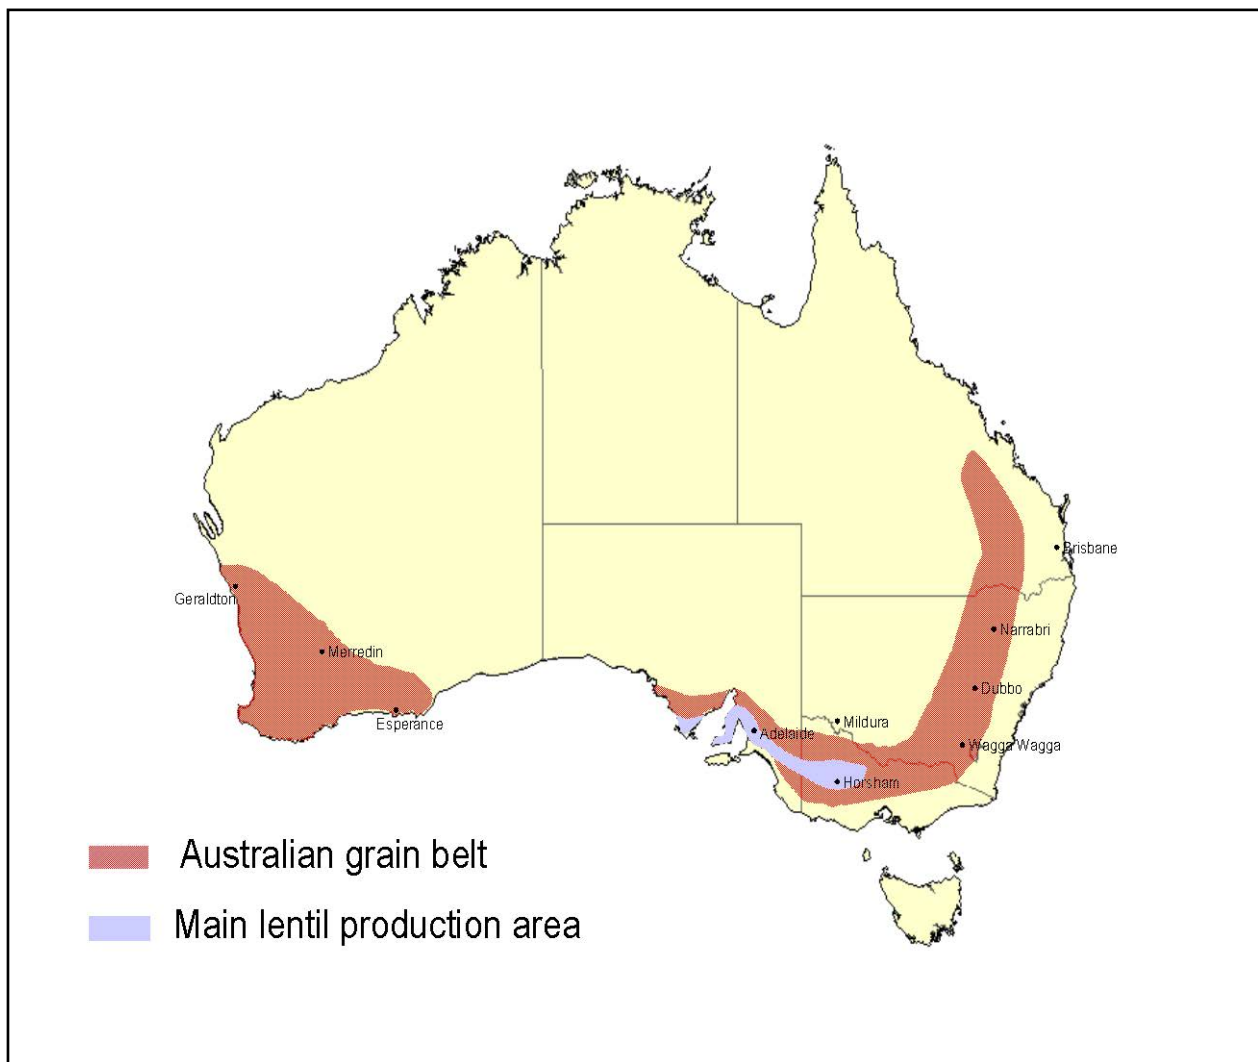 Brisbane
Geraldton
Narrabri
Merredin
Dubbo
Esperance
Mildura
Adelaide
Wagga Wagga
Horsham
Australian grain belt
Main lentil production area